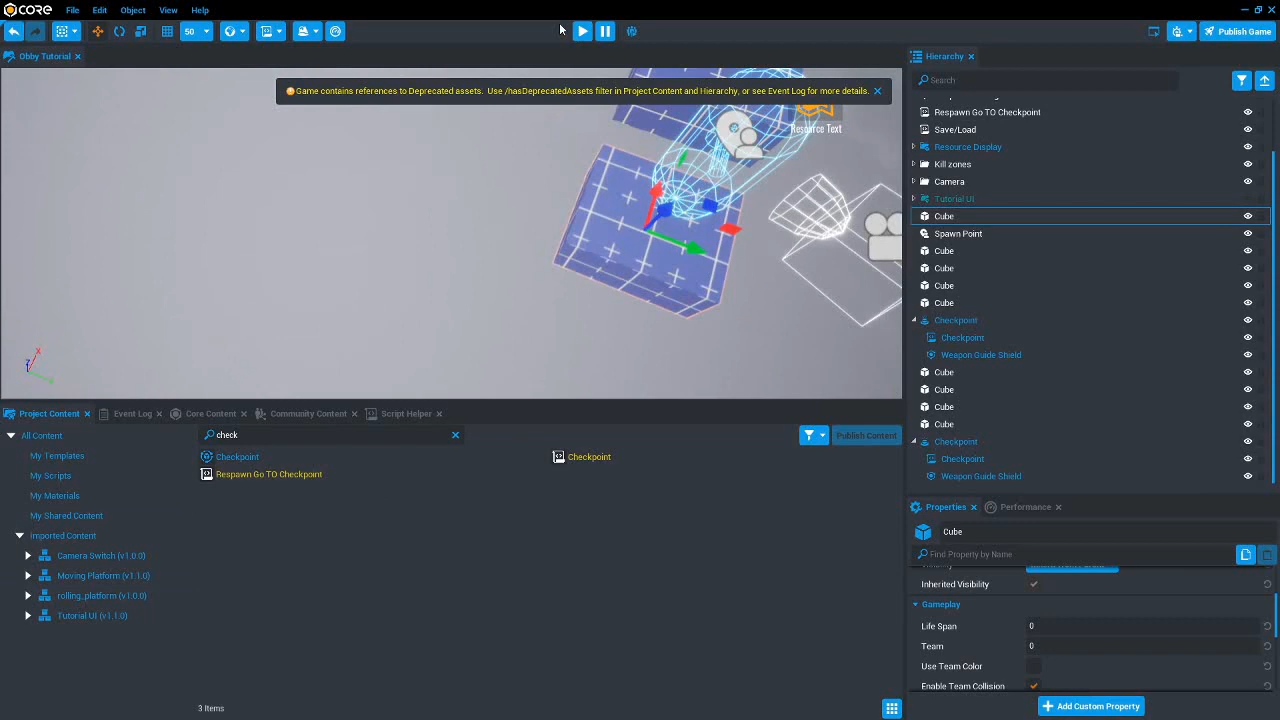 CORE File Edit Object View Help
50 Publish Game
Obby Tutorial
Game contains references to Deprecated assets. Use /hasDeprecatedAssets filter in Project Content and Hierarchy, or see Event Log for more details.
Resource Text
Hierarchy
Search
Respawn Go TO Checkpoint
Save/Load
Resource Display
Kill zones
Camera
Tutorial UI
Cube
Spawn Point
Cube
Cube
Cube
Cube
Checkpoint
Checkpoint
Weapon Guide Shield
Cube
Cube
Cube
Cube
Checkpoint
Checkpoint
Weapon Guide Shield
Project Content Event Log Core Content Community Content Script Helper
All Content
My Templates
My Scripts
My Materials
My Shared Content
Imported Content
Camera Switch (v1.0.0)
Moving Platform (v1.1.0)
rolling_platform (v1.0.0)
Tutorial UI (v1.1.0)
check
Publish Content
Checkpoint Checkpoint
Respawn Go TO Checkpoint
3 Items
Properties Performance
Cube
Find Property by Name
Inherited Visibility
Gameplay
Life Span 0
Team 0
Use Team Color
Enable Team Collision
Add Custom Property
X
Z